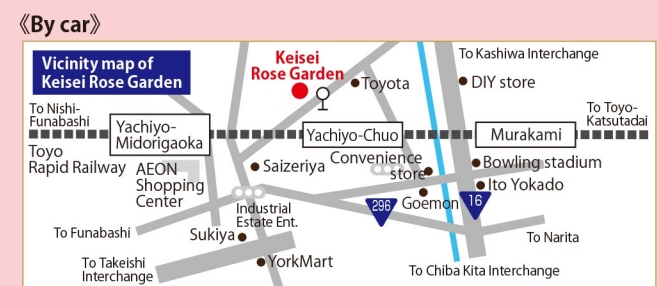 《By car》
Vicinity map of
Keisei Rose Garden
Keisei
Rose Garden
Toyota
To Kashiwa Interchange
DIY store
To Nishi-
Funabashi
Yachiyo-
Midorigaoka
Yachiyo-Chuo
Murakami
To Toyo-
Katsutadai
Toyo
Rapid Railway
AEON
Shopping
Center
Saizeriya
Convenience
store
Bowling stadium
Ito Yokado
Industrial
Estate Ent.
296
Goemon
16
To Funabashi
Sukiya
To Narita
To Takeishi
Interchange
YorkMart
To Chiba Kita Interchange